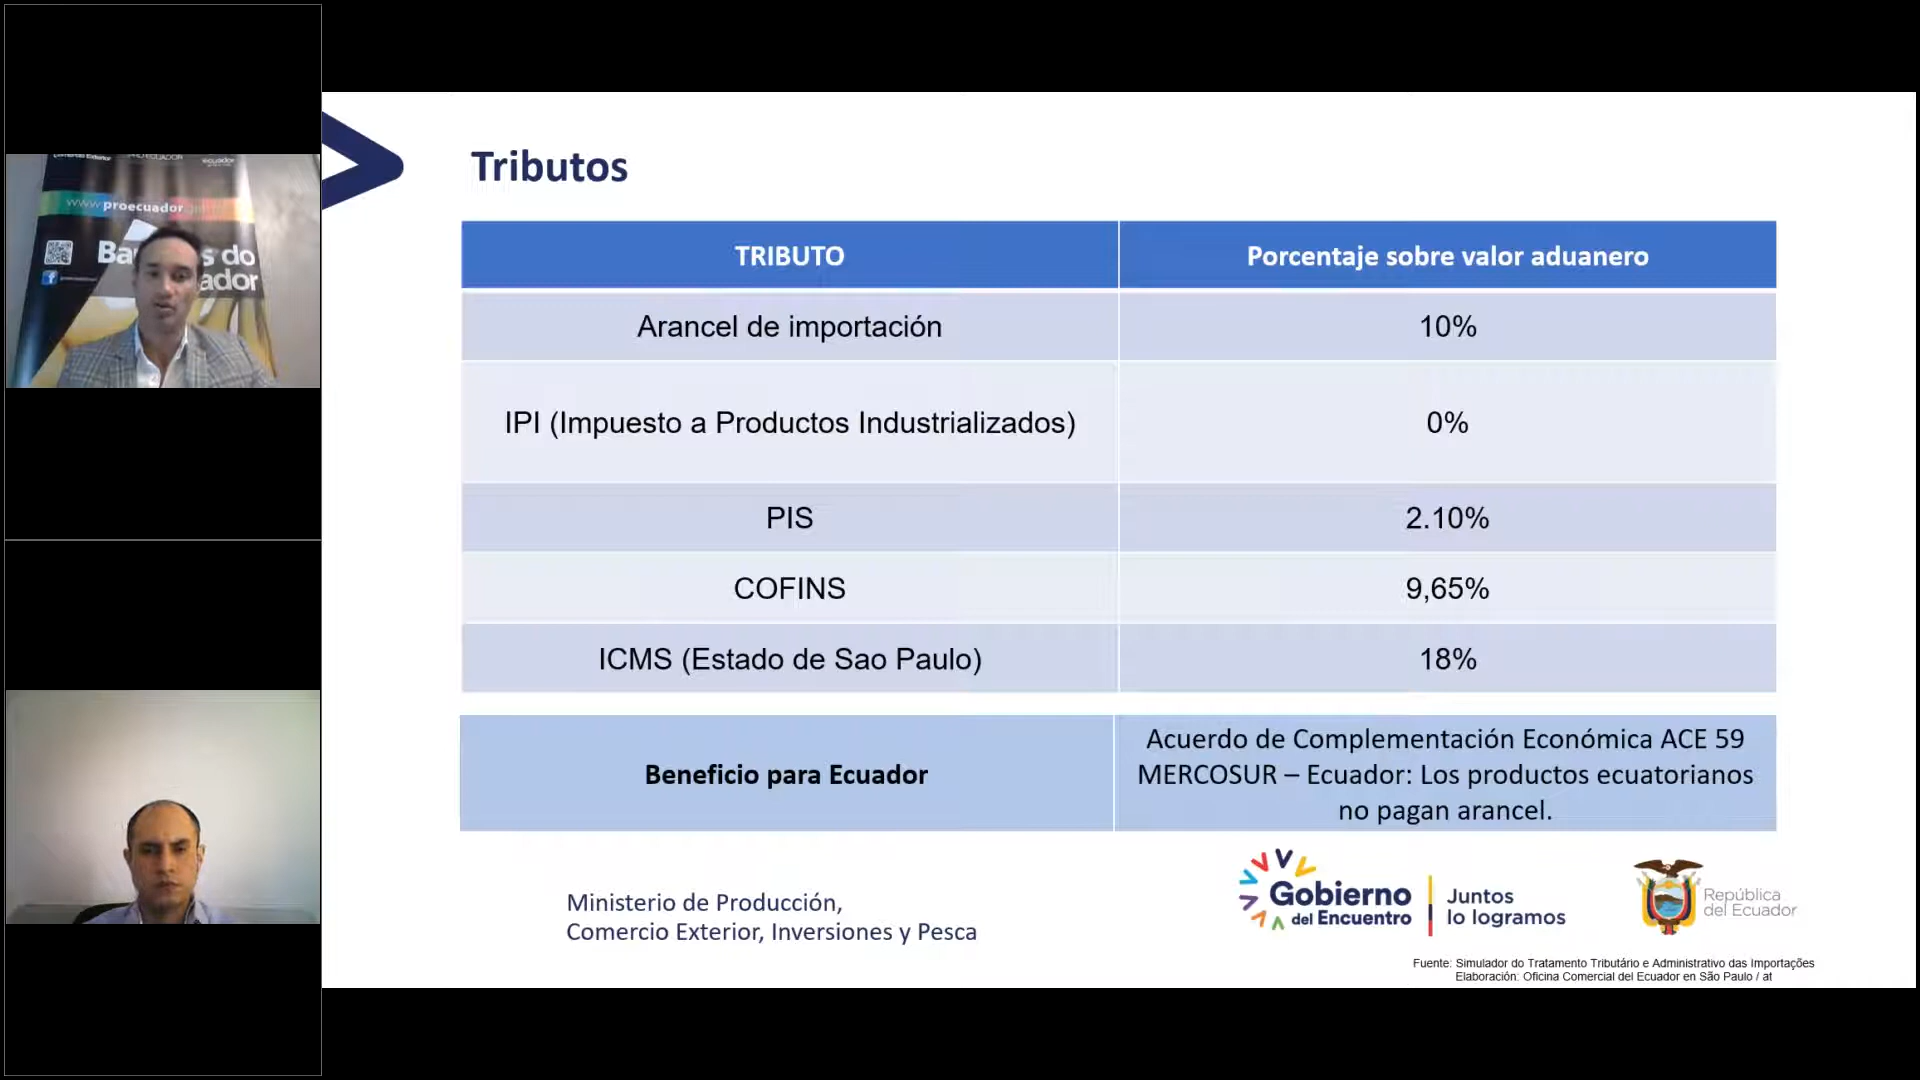 www.proecuador
do
ador
Tributos
TRIBUTO
Porcentaje sobre valor aduanero
Arancel de importación
10%
IPI (Impuesto a Productos Industrializados)
0%
PIS
2.10%
COFINS
9,65%
ICMS (Estado de Sao Paulo)
18%
Beneficio para Ecuador
Acuerdo de Complementación Económica ACE 59
MERCOSUR – Ecuador: Los productos ecuatorianos
no pagan arancel.
Ministerio de Producción,
Comercio Exterior, Inversiones y Pesca
Gobierno
del Encuentro
Juntos
lo logramos
República
del Ecuador
Fuente: Simulador do Tratamento Tributário e Administrativo das Importações
Elaboración: Oficina Comercial del Ecuador en São Paulo / at